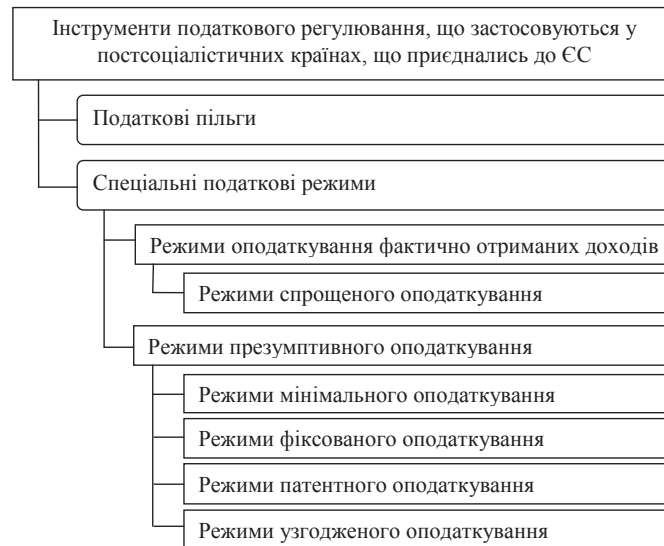 Інструменти податкового регулювання, що застосовуються у
постсоціалістичних країнах, що приєднались до ЄС
Податкові пільги
Спеціальні податкові режими
Режими оподаткування фактично отриманих доходів
Режими спрощеного оподаткування
Режими презумптивного оподаткування
Режими мінімального оподаткування
Режими фіксованого оподаткування
Режими патентного оподаткування
Режими узгодженого оподаткування